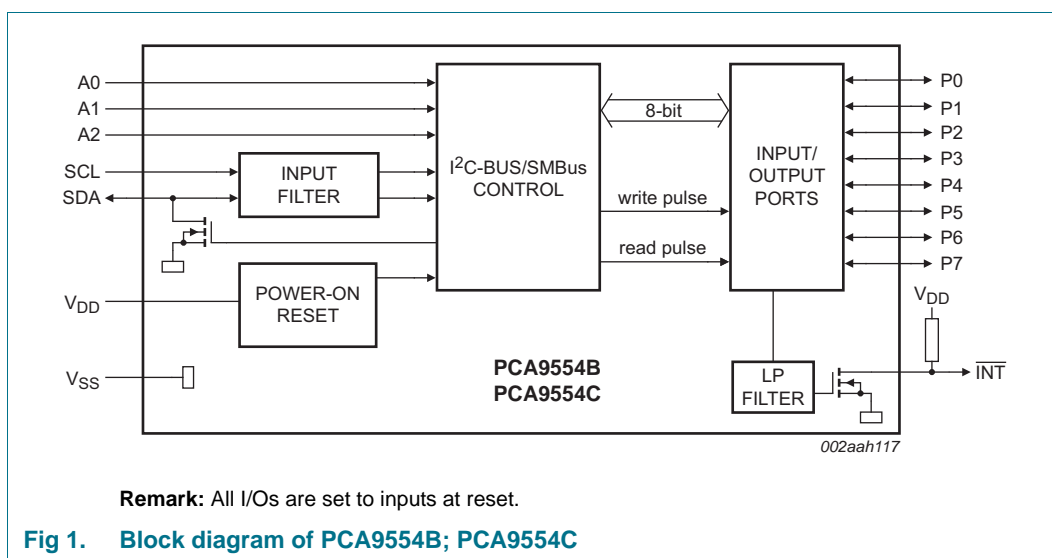 A0
A1
A2
SCL
SDA
INPUT
FILTER
I2C-BUS/SMBus
CONTROL
8-bit
write pulse
read pulse
INPUT/
OUTPUT
PORTS
P0
P1
P2
P3
P4
P5
P6
P7
VDD
POWER-ON
RESET
VSS
PCA9554B
PCA9554C
LP
FILTER
VDD
INT
002aah117
Remark: All I/Os are set to inputs at reset.
Fig 1. Block diagram of PCA9554B; PCA9554C